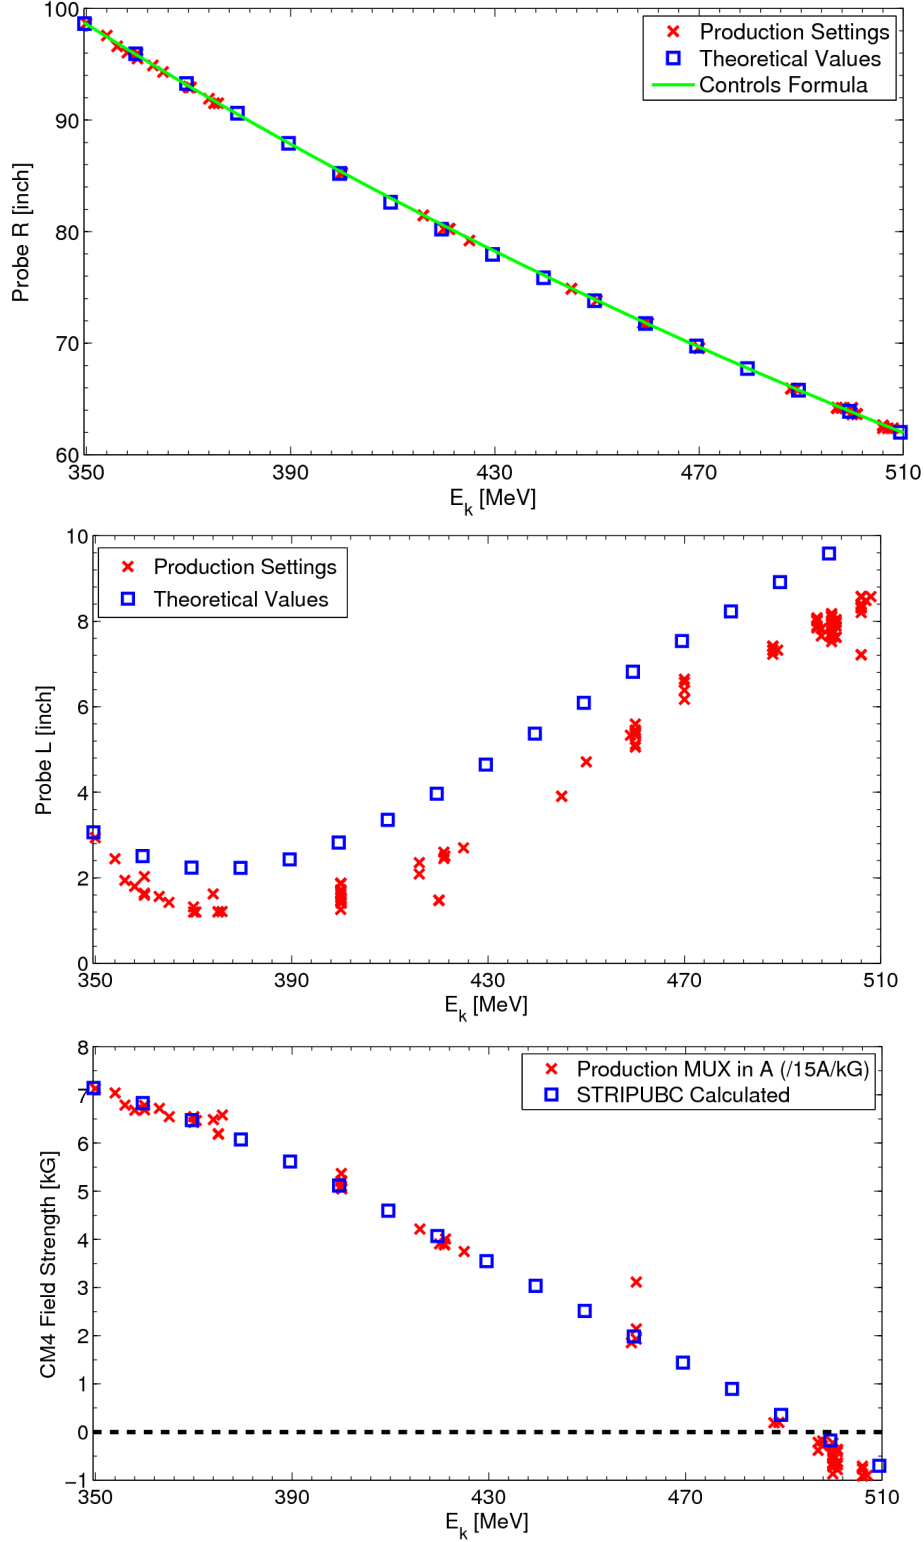 100
90
80
70
60
Probe R [inch]
Production Settings
Theoretical Values
Controls Formula
350 390 430 470 510
E_k [MeV]
10
8
6
4
2
0
Probe L [inch]
Production Settings
Theoretical Values
350 390 430 470 510
E_k [MeV]
8
7
6
5
4
3
2
1
0
−1
CM4 Field Strength [kG]
Production MUX in A (/15A/kG)
STRIPUBC Calculated
350 390 430 470 510
E_k [MeV]